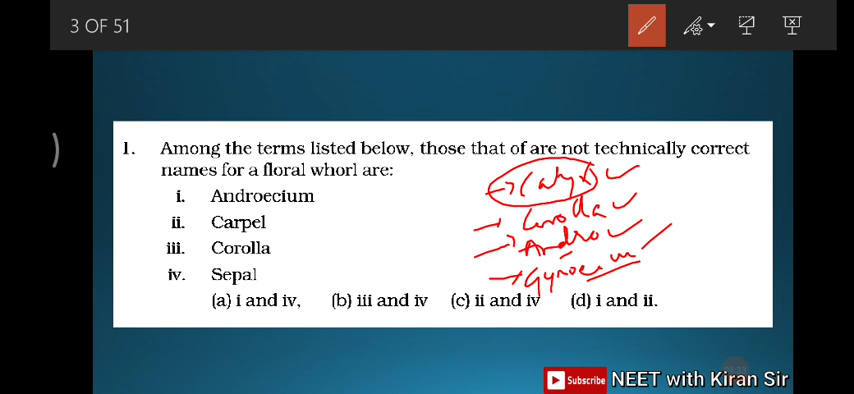 3 OF 51
1. Among the terms listed below, those that of are not technically correct
names for a floral whorl are:
i. Androecium
ii. Carpel
iii. Corolla
iv. Sepal
(a) i and iv, (b) iii and iv (c) ii and iv (d) i and ii.
→ Calyx ✓
→ Corolla ✓
→ Andro ✓
→ Gynoecium
Subscribe NEET with Kiran Sir